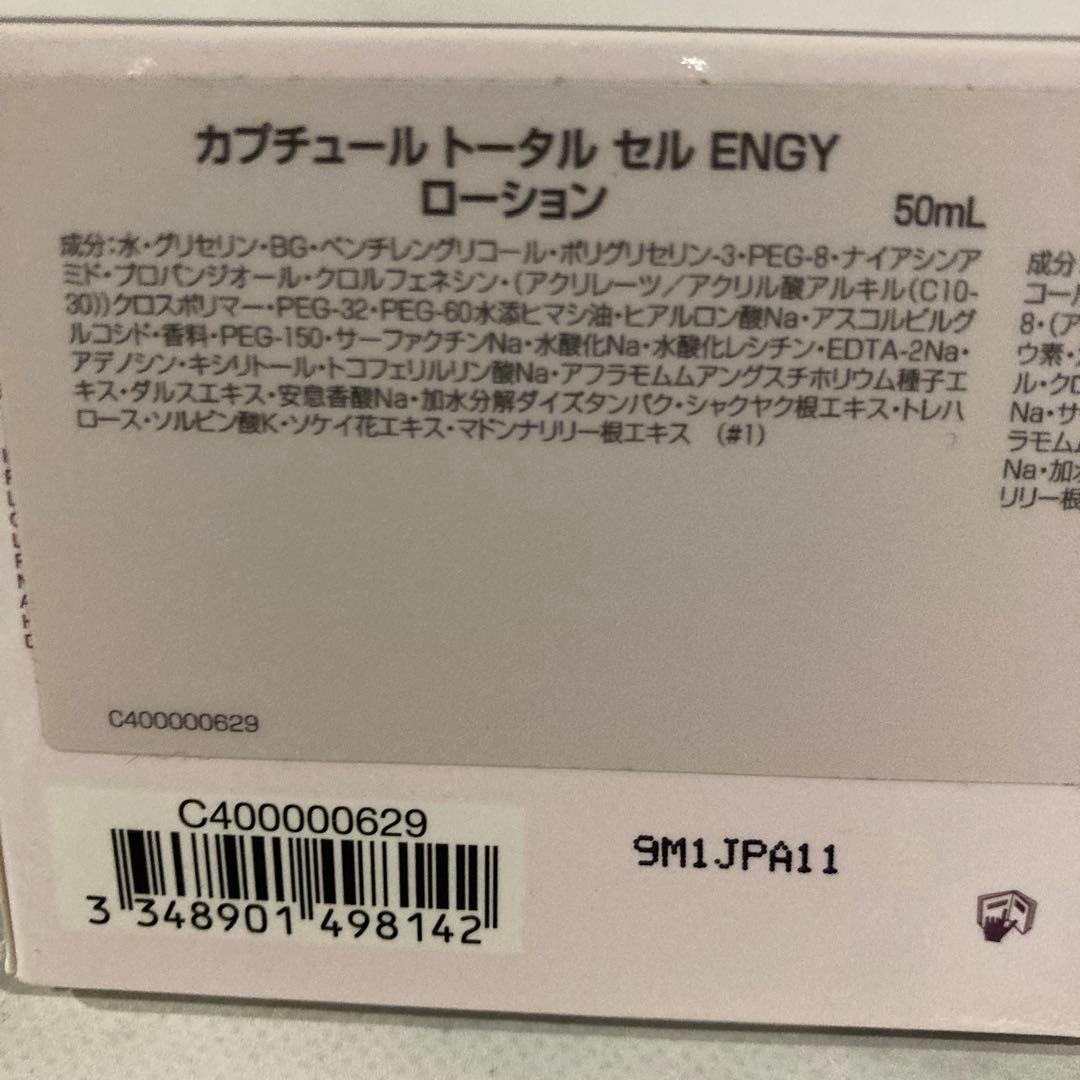 カプチュール トータル セル ENGY
ローション 50mL
成分:水・グリセリン・BG・ペンチレングリコール・ポリグリセリン-3・PEG-8・ナイアシンア
ミド・プロパンジオール・クロルフェネシン・(アクリレーツ/アクリル酸アルキル(C10-
30))クロスポリマー・PEG-32・PEG-60水添ヒマシ油・ヒアルロン酸Na・アスコルビルグ
ルコシド・香料・PEG-150・サーファクチンNa・水酸化Na・水酸化レシチン・EDTA-2Na・
アデノシン・キシリトール・トコフェリルリン酸Na・アフラモムムアングスチホリウム種子エ
キス・ダルスエキス・安息香酸Na・加水分解ダイズタンパク・シャクヤク根エキス・トレハ
ロース・ソルビン酸K・ソケイ花エキス・マドンナリリー根エキス (#1)
成分
コール
8・(ア
ウ素・
ル・クロ
Na・サ
ラモムム
Na・加水
リリー根
C400000629
C400000629
3 348901 498142
9M1JPA11